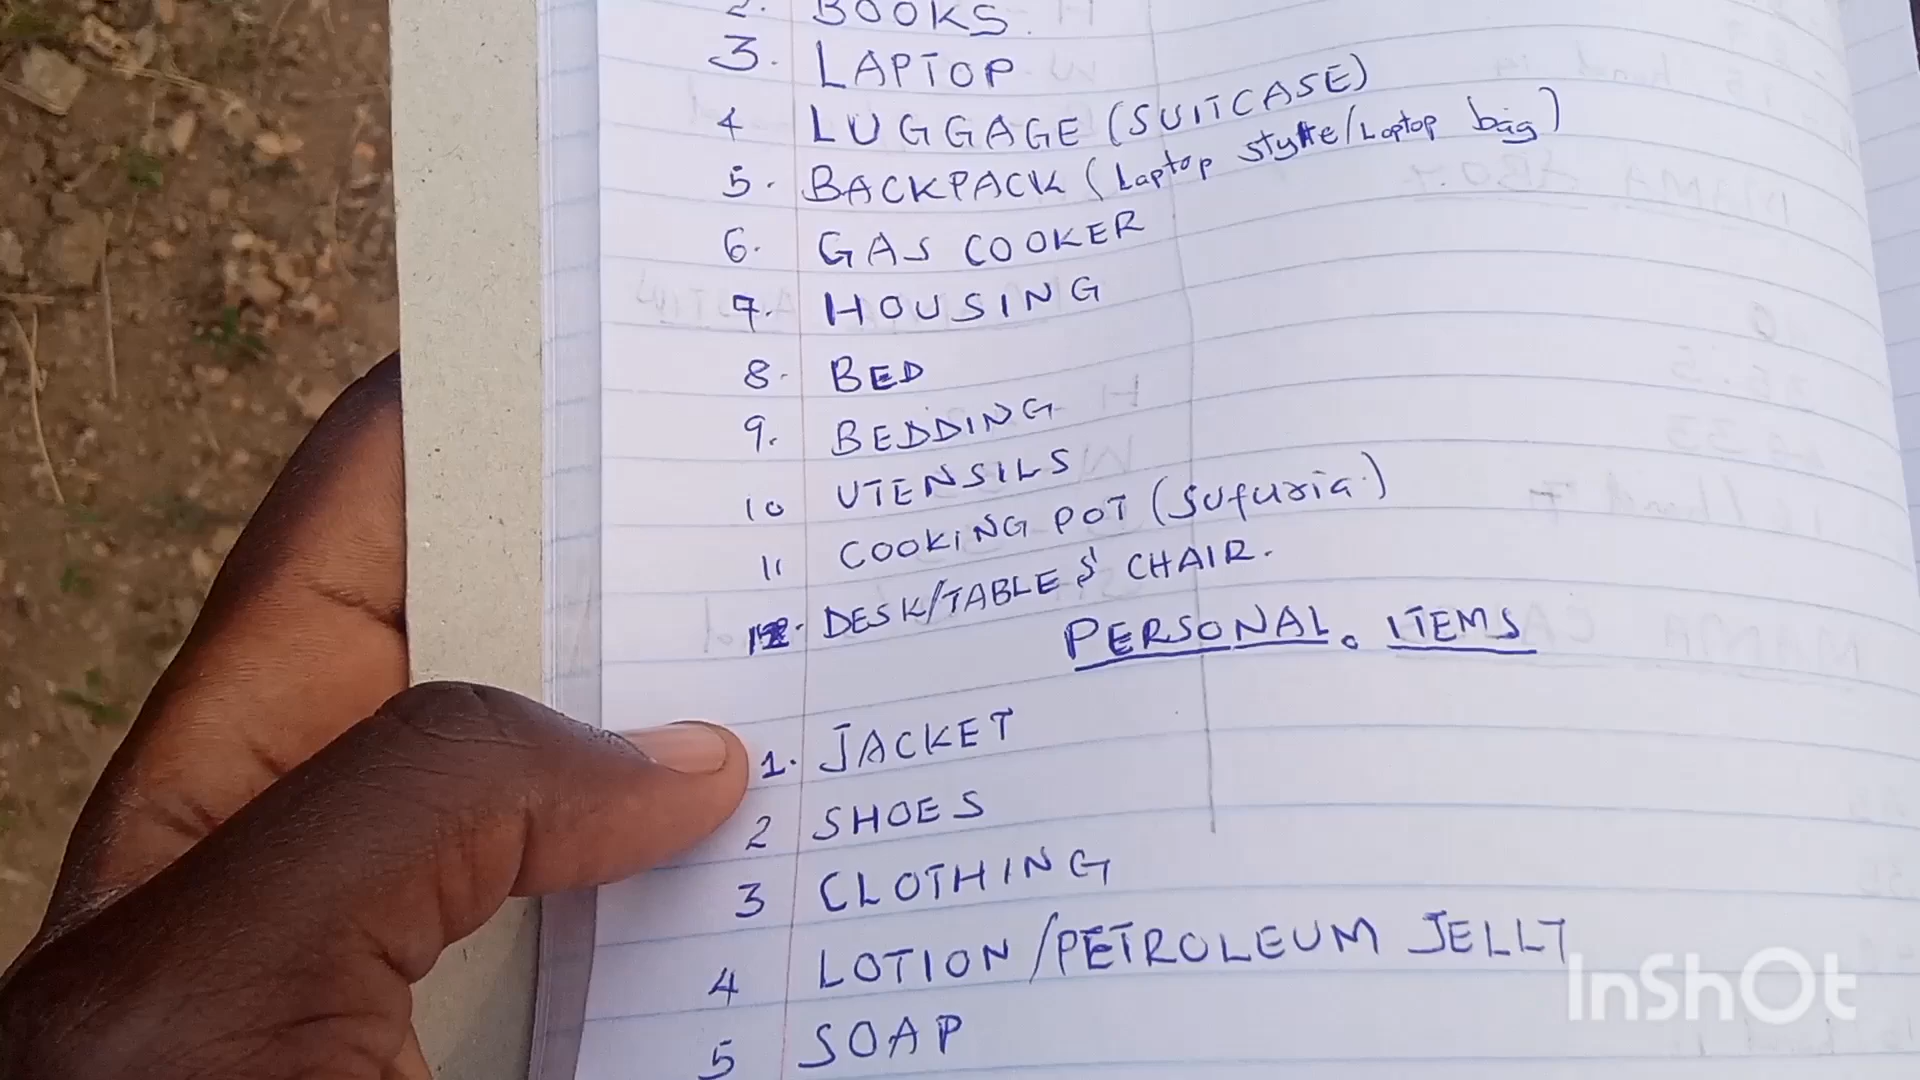 2. BOOKS.
3. LAPTOP
4 LUGGAGE (SUITCASE)
5. BACKPACK (Laptop style/Laptop bag)
6. GAS COOKER
7. HOUSING
8. BED
9. BEDDING
10 UTENSILS
11 COOKING POT (Sufuria.)
12. DESK/TABLE & CHAIR.
PERSONAL. ITEMS
1. JACKET
2 SHOES
3 CLOTHING
4 LOTION/PETROLEUM JELLY
5 SOAP
InShOt